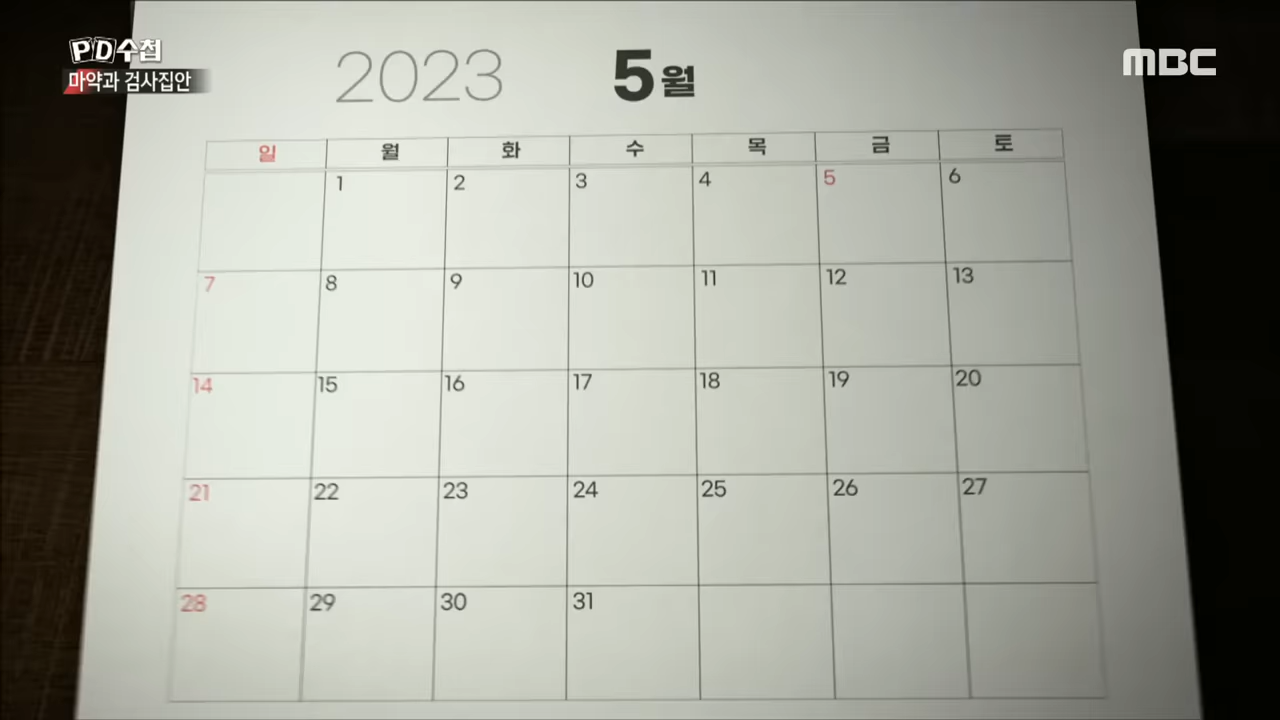 PD수첩
마약과 검사집안
MBC
2023 5월
일 월 화 수 목 금 토
1 2 3 4 5 6
7 8 9 10 11 12 13
14 15 16 17 18 19 20
21 22 23 24 25 26 27
28 29 30 31